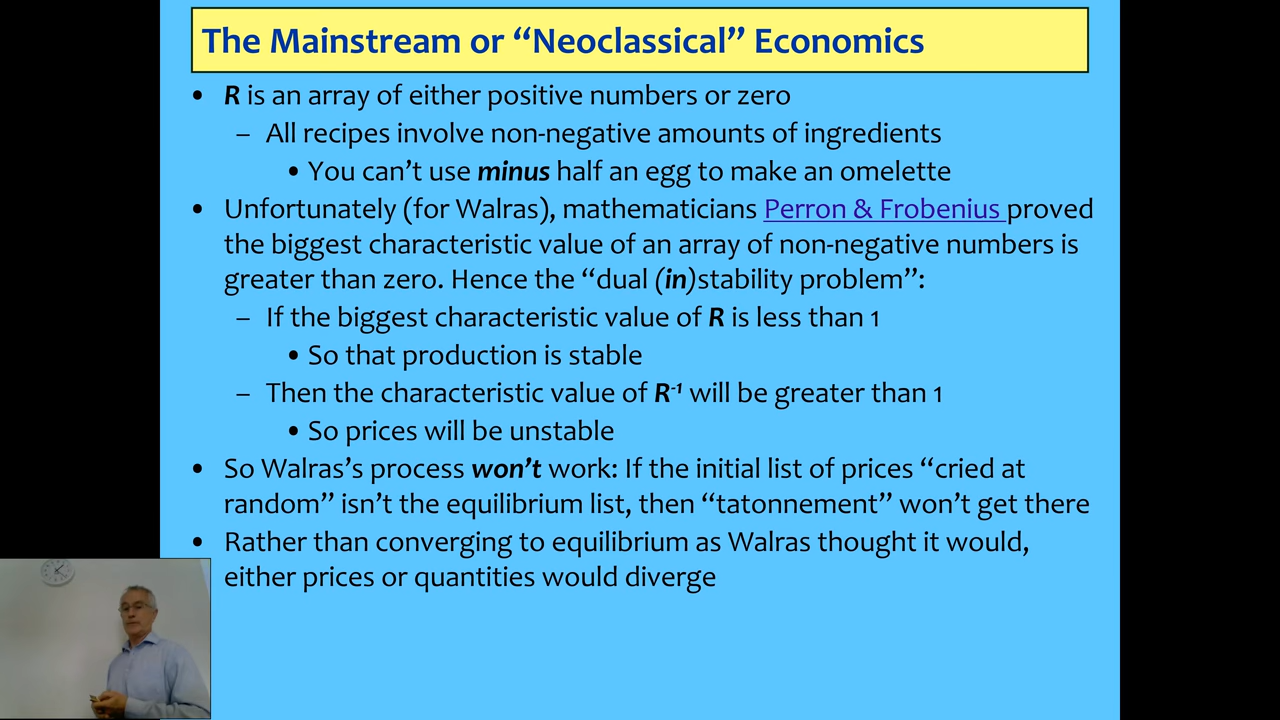 The Mainstream or “Neoclassical” Economics
• R is an array of either positive numbers or zero
– All recipes involve non-negative amounts of ingredients
• You can’t use minus half an egg to make an omelette
• Unfortunately (for Walras), mathematicians Perron & Frobenius proved
the biggest characteristic value of an array of non-negative numbers is
greater than zero. Hence the “dual (in)stability problem”:
– If the biggest characteristic value of R is less than 1
• So that production is stable
– Then the characteristic value of R⁻¹ will be greater than 1
• So prices will be unstable
• So Walras’s process won’t work: If the initial list of prices “cried at
random” isn’t the equilibrium list, then “tatonnement” won’t get there
• Rather than converging to equilibrium as Walras thought it would,
either prices or quantities would diverge